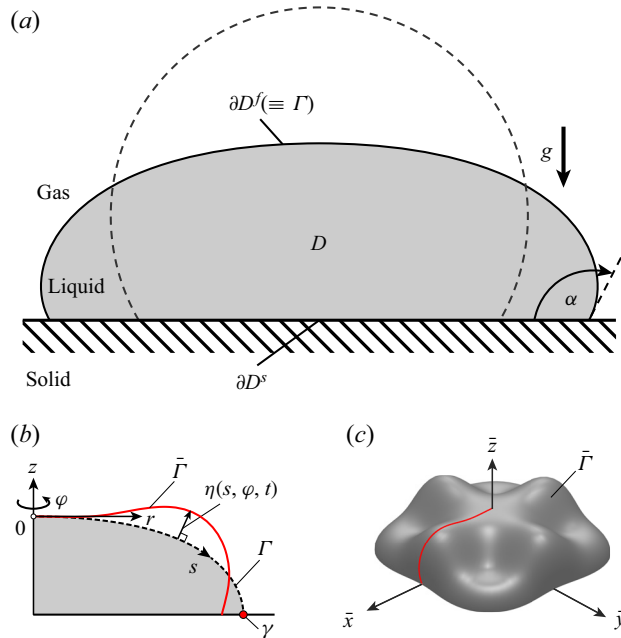 (a)
∂D^f(≡ Γ)
g
Gas
D
Liquid
α
Solid
∂D^s
(b)
(c)
z
φ
Γ̄
η(s, φ, t)
0
r
s
Γ
γ
z̄
Γ̄
x̄
ȳ